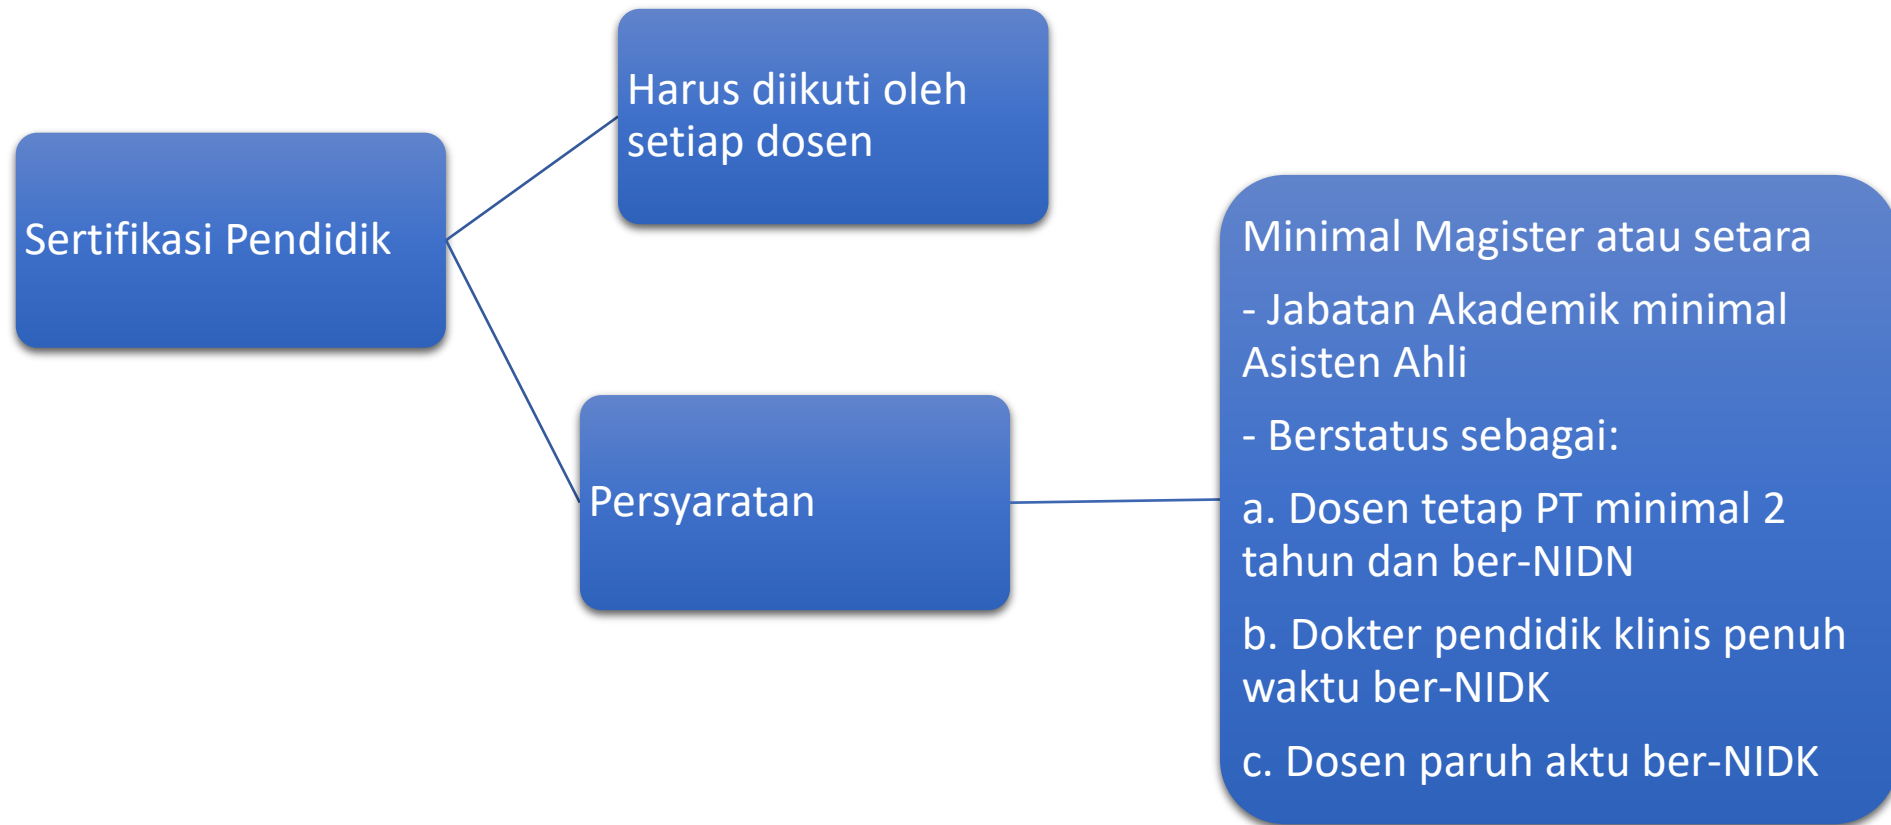 Sertifikasi Pendidik
Harus diikuti oleh
setiap dosen
Persyaratan
Minimal Magister atau setara
- Jabatan Akademik minimal
Asisten Ahli
- Berstatus sebagai:
a. Dosen tetap PT minimal 2
tahun dan ber-NIDN
b. Dokter pendidik klinis penuh
waktu ber-NIDK
c. Dosen paruh aktu ber-NIDK